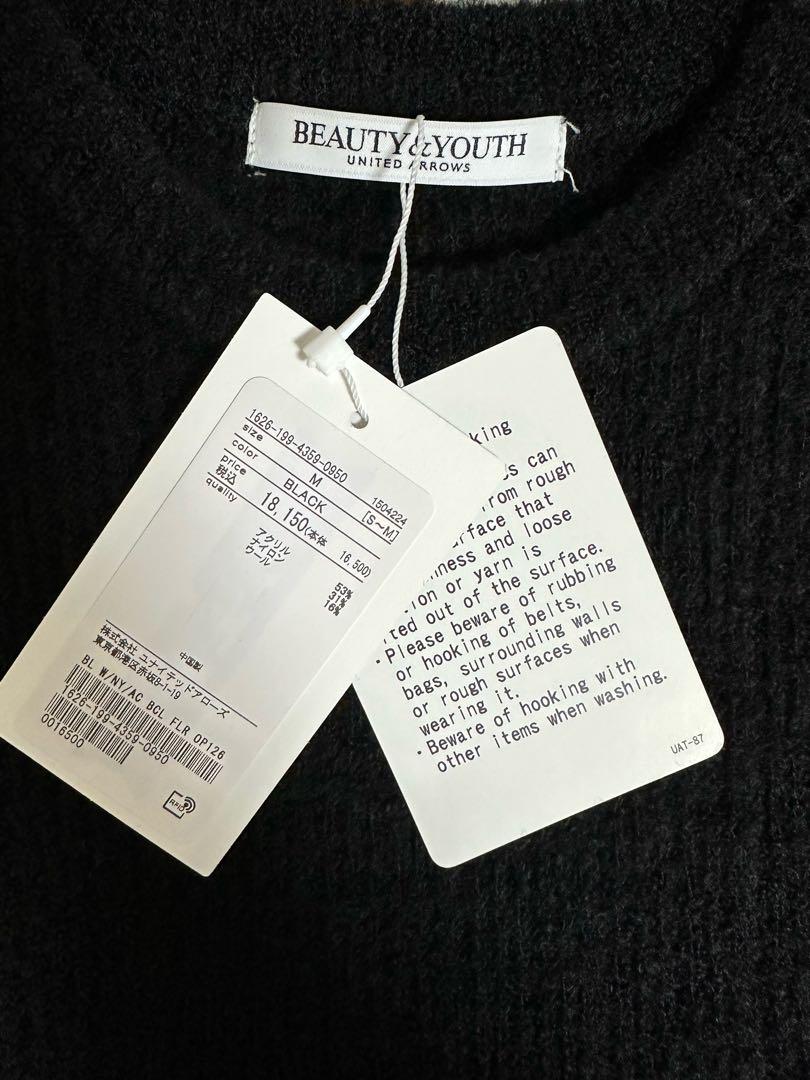 BEAUTY&YOUTH
UNITED ARROWS
1626-199-4359-0950
size M 1504224
color BLACK [S~M]
price
税込 18,150(本体 16,500)
quality
アクリル 53%
ナイロン 31%
ウール 16%
中国製
株式会社 ユナイテッドアローズ
東京都港区赤坂8-1-19
BL W/NY/AC BCL FLR OP126
1626-199-4359-0950
0016500
RFID
can
rough
that
and loose
or yarn is
out of the surface.
・Please beware of rubbing
or hooking of belts,
bags, surrounding walls
or rough surfaces when
wearing it.
・Beware of hooking with
other items when washing.
UAT-87